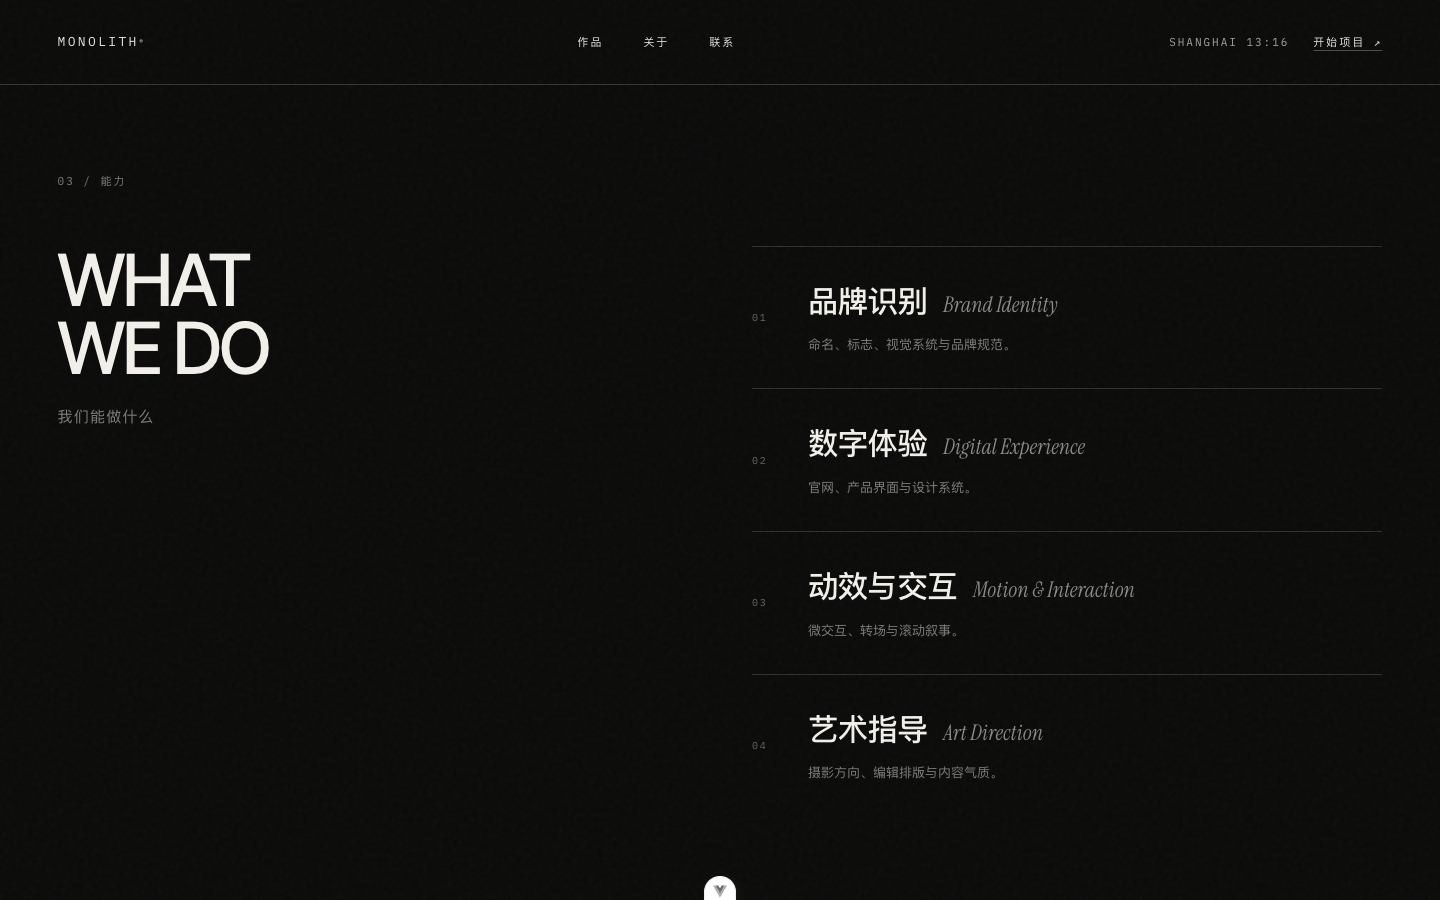 MONOLITH®
作品
关于
联系
SHANGHAI 13:16
开始项目 ↗
03 / 能力
WHAT
WE DO
我们能做什么
01
品牌识别 Brand Identity
命名、标志、视觉系统与品牌规范。
02
数字体验 Digital Experience
官网、产品界面与设计系统。
03
动效与交互 Motion & Interaction
微交互、转场与滚动叙事。
04
艺术指导 Art Direction
摄影方向、编辑排版与内容气质。